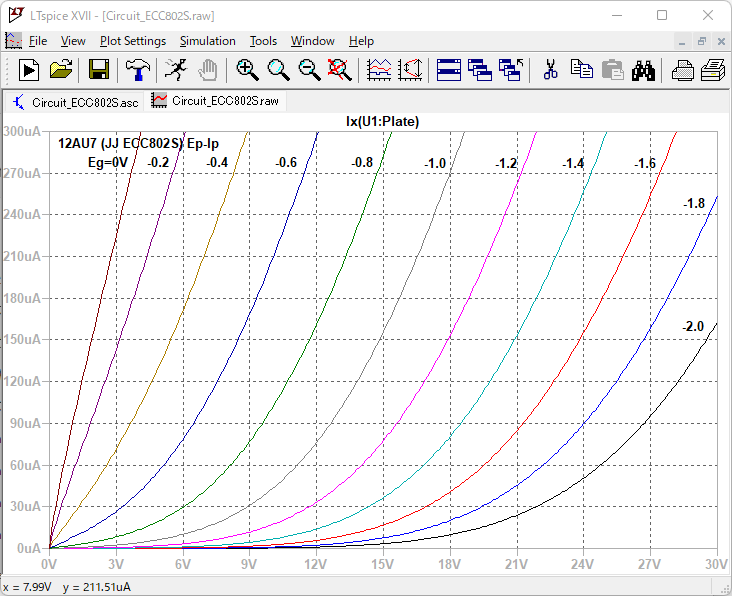 LTspice XVII - [Circuit_ECC802S.raw]
File View Plot Settings Simulation Tools Window Help
Circuit_ECC802S.asc Circuit_ECC802S.raw
Ix(U1:Plate)
300uA
12AU7 (JJ ECC802S) Ep-Ip
Eg=0V -0.2 -0.4 -0.6 -0.8 -1.0 -1.2 -1.4 -1.6
270uA
-1.8
240uA
210uA
180uA
-2.0
150uA
120uA
90uA
60uA
30uA
0uA
0V 3V 6V 9V 12V 15V 18V 21V 24V 27V 30V
x = 7.99V y = 211.51uA